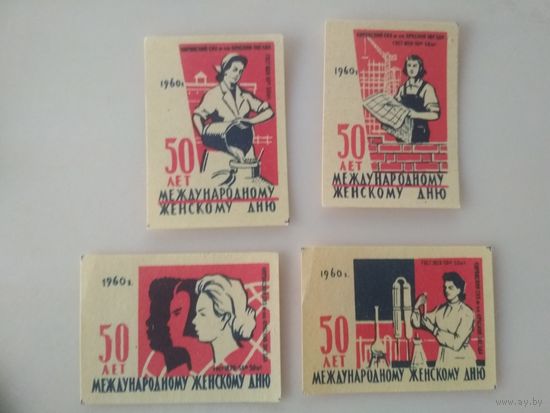 1960г.
50
ЛЕТ
МЕЖДУНАРОДНОМУ
ЖЕНСКОМУ ДНЮ
1960г.
50
ЛЕТ
МЕЖДУНАРОДНОМУ
ЖЕНСКОМУ ДНЮ
1960г.
50
ЛЕТ
МЕЖДУНАРОДНОМУ ЖЕНСКОМУ ДНЮ
1960г.
50
ЛЕТ
МЕЖДУНАРОДНОМУ ЖЕНСКОМУ ДНЮ
www.ay.by